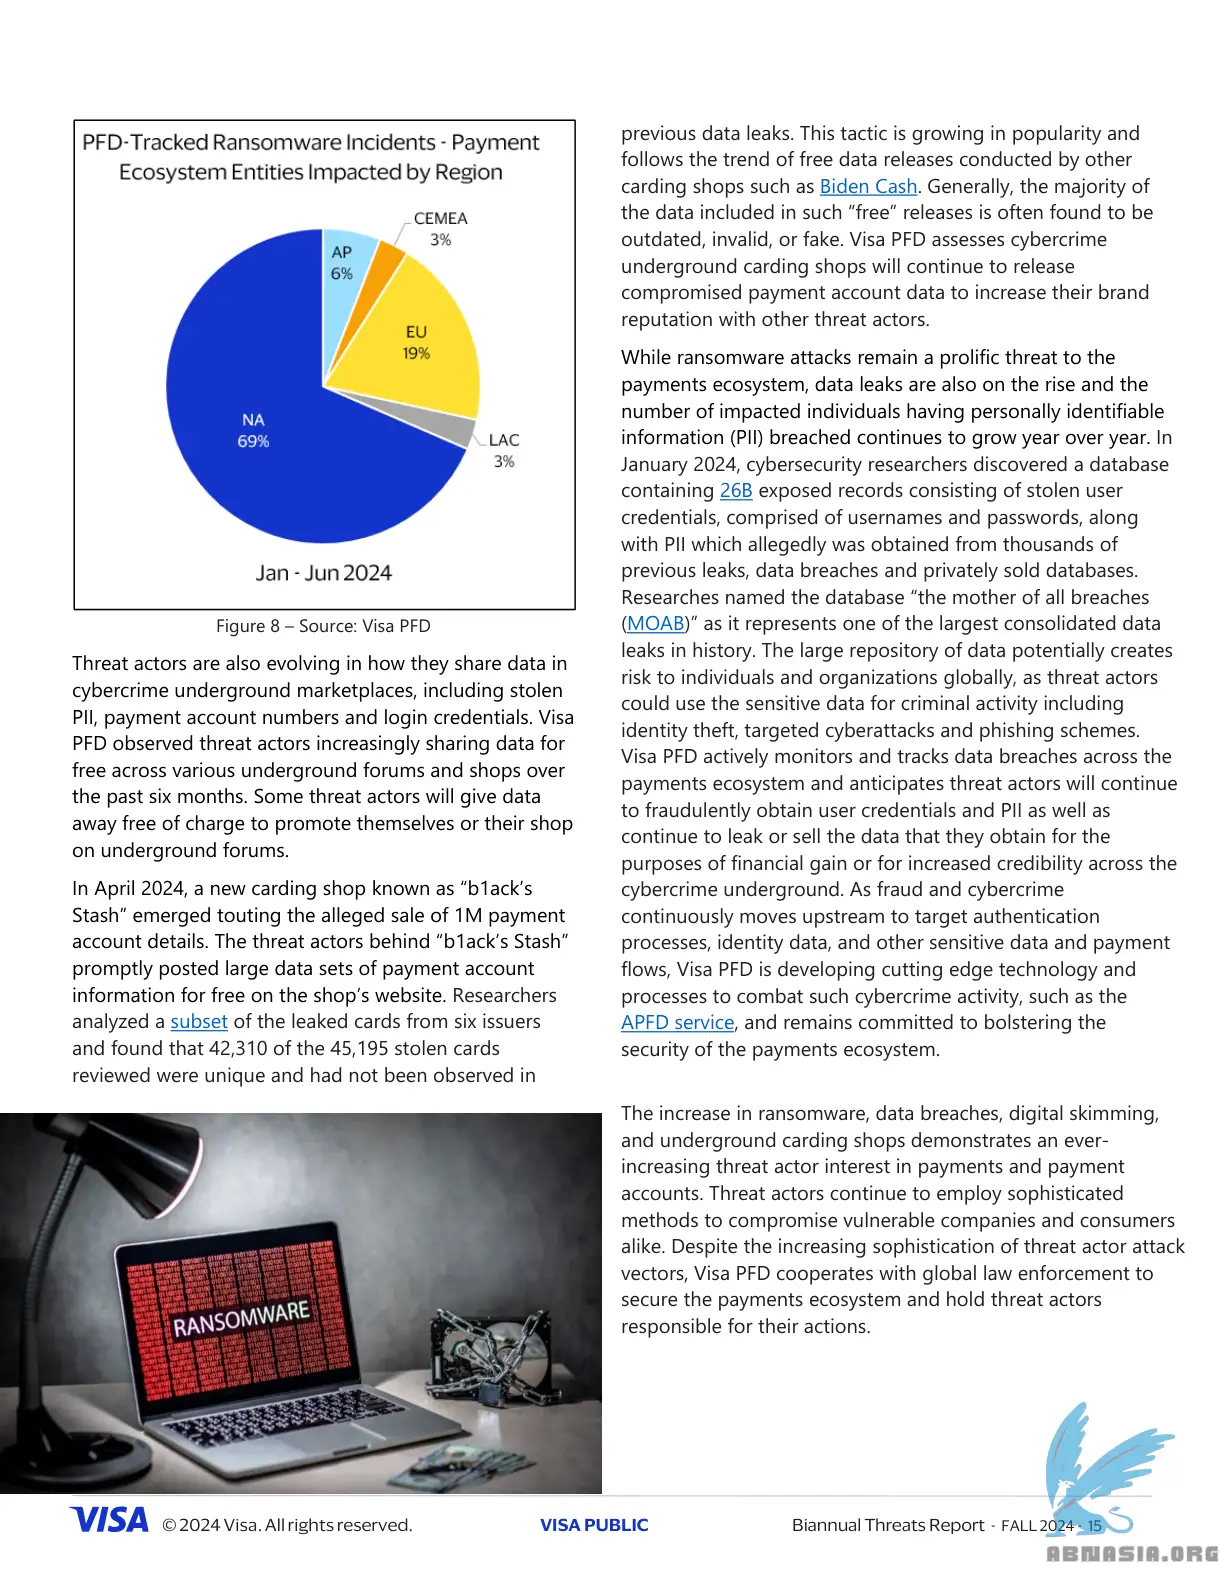 PFD-Tracked Ransomware Incidents - Payment
Ecosystem Entities Impacted by Region
CEMEA
3%
AP
6%
EU
19%
NA
69%
LAC
3%
Jan - Jun 2024
Figure 8 – Source: Visa PFD
Threat actors are also evolving in how they share data in
cybercrime underground marketplaces, including stolen
PII, payment account numbers and login credentials. Visa
PFD observed threat actors increasingly sharing data for
free across various underground forums and shops over
the past six months. Some threat actors will give data
away free of charge to promote themselves or their shop
on underground forums.
In April 2024, a new carding shop known as “b1ack’s
Stash” emerged touting the alleged sale of 1M payment
account details. The threat actors behind “b1ack’s Stash”
promptly posted large data sets of payment account
information for free on the shop’s website. Researchers
analyzed a subset of the leaked cards from six issuers
and found that 42,310 of the 45,195 stolen cards
reviewed were unique and had not been observed in
previous data leaks. This tactic is growing in popularity and
follows the trend of free data releases conducted by other
carding shops such as Biden Cash. Generally, the majority of
the data included in such “free” releases is often found to be
outdated, invalid, or fake. Visa PFD assesses cybercrime
underground carding shops will continue to release
compromised payment account data to increase their brand
reputation with other threat actors.
While ransomware attacks remain a prolific threat to the
payments ecosystem, data leaks are also on the rise and the
number of impacted individuals having personally identifiable
information (PII) breached continues to grow year over year. In
January 2024, cybersecurity researchers discovered a database
containing 26B exposed records consisting of stolen user
credentials, comprised of usernames and passwords, along
with PII which allegedly was obtained from thousands of
previous leaks, data breaches and privately sold databases.
Researches named the database “the mother of all breaches
(MOAB)” as it represents one of the largest consolidated data
leaks in history. The large repository of data potentially creates
risk to individuals and organizations globally, as threat actors
could use the sensitive data for criminal activity including
identity theft, targeted cyberattacks and phishing schemes.
Visa PFD actively monitors and tracks data breaches across the
payments ecosystem and anticipates threat actors will continue
to fraudulently obtain user credentials and PII as well as
continue to leak or sell the data that they obtain for the
purposes of financial gain or for increased credibility across the
cybercrime underground. As fraud and cybercrime
continuously moves upstream to target authentication
processes, identity data, and other sensitive data and payment
flows, Visa PFD is developing cutting edge technology and
processes to combat such cybercrime activity, such as the
APFD service, and remains committed to bolstering the
security of the payments ecosystem.
The increase in ransomware, data breaches, digital skimming,
and underground carding shops demonstrates an ever-
increasing threat actor interest in payments and payment
accounts. Threat actors continue to employ sophisticated
methods to compromise vulnerable companies and consumers
alike. Despite the increasing sophistication of threat actor attack
vectors, Visa PFD cooperates with global law enforcement to
secure the payments ecosystem and hold threat actors
responsible for their actions.
RANSOMWARE
VISA © 2024 Visa. All rights reserved. VISA PUBLIC Biannual Threats Report - FALL 2024 - 15
ABNASIA.ORG